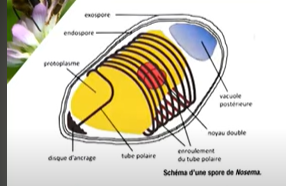 exospore
endospore
protoplasme
vacuole
postérieure
noyau double
disque d'ancrage
tube polaire
enroulement
du tube polaire
Schéma d'une spore de Nosema.